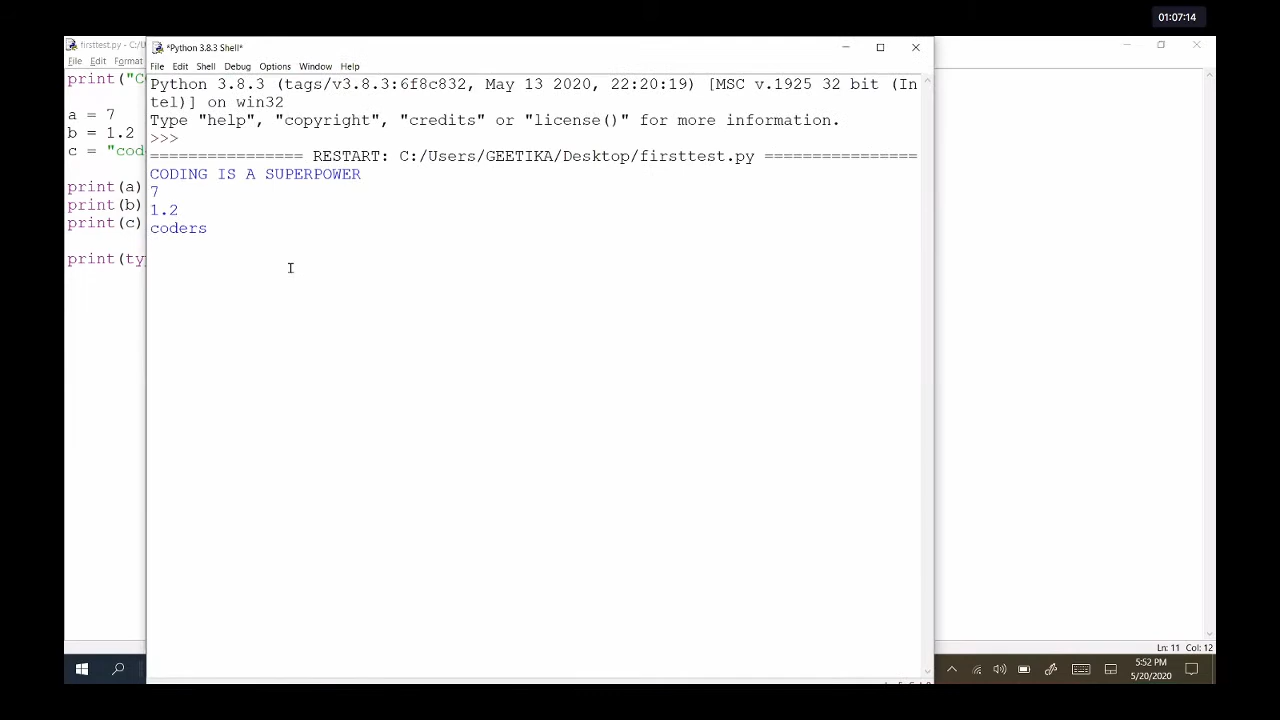 01:07:14
firsttest.py - C:/U
*Python 3.8.3 Shell*
File Edit Format
File Edit Shell Debug Options Window Help
print("C
a = 7
b = 1.2
c = "cod
print(a)
print(b)
print(c)
print(ty
Python 3.8.3 (tags/v3.8.3:6f8c832, May 13 2020, 22:20:19) [MSC v.1925 32 bit (In
tel)] on win32
Type "help", "copyright", "credits" or "license()" for more information.
>>>
================ RESTART: C:/Users/GEETIKA/Desktop/firsttest.py ================
CODING IS A SUPERPOWER
7
1.2
coders
Ln: 11 Col: 12
5:52 PM
5/20/2020